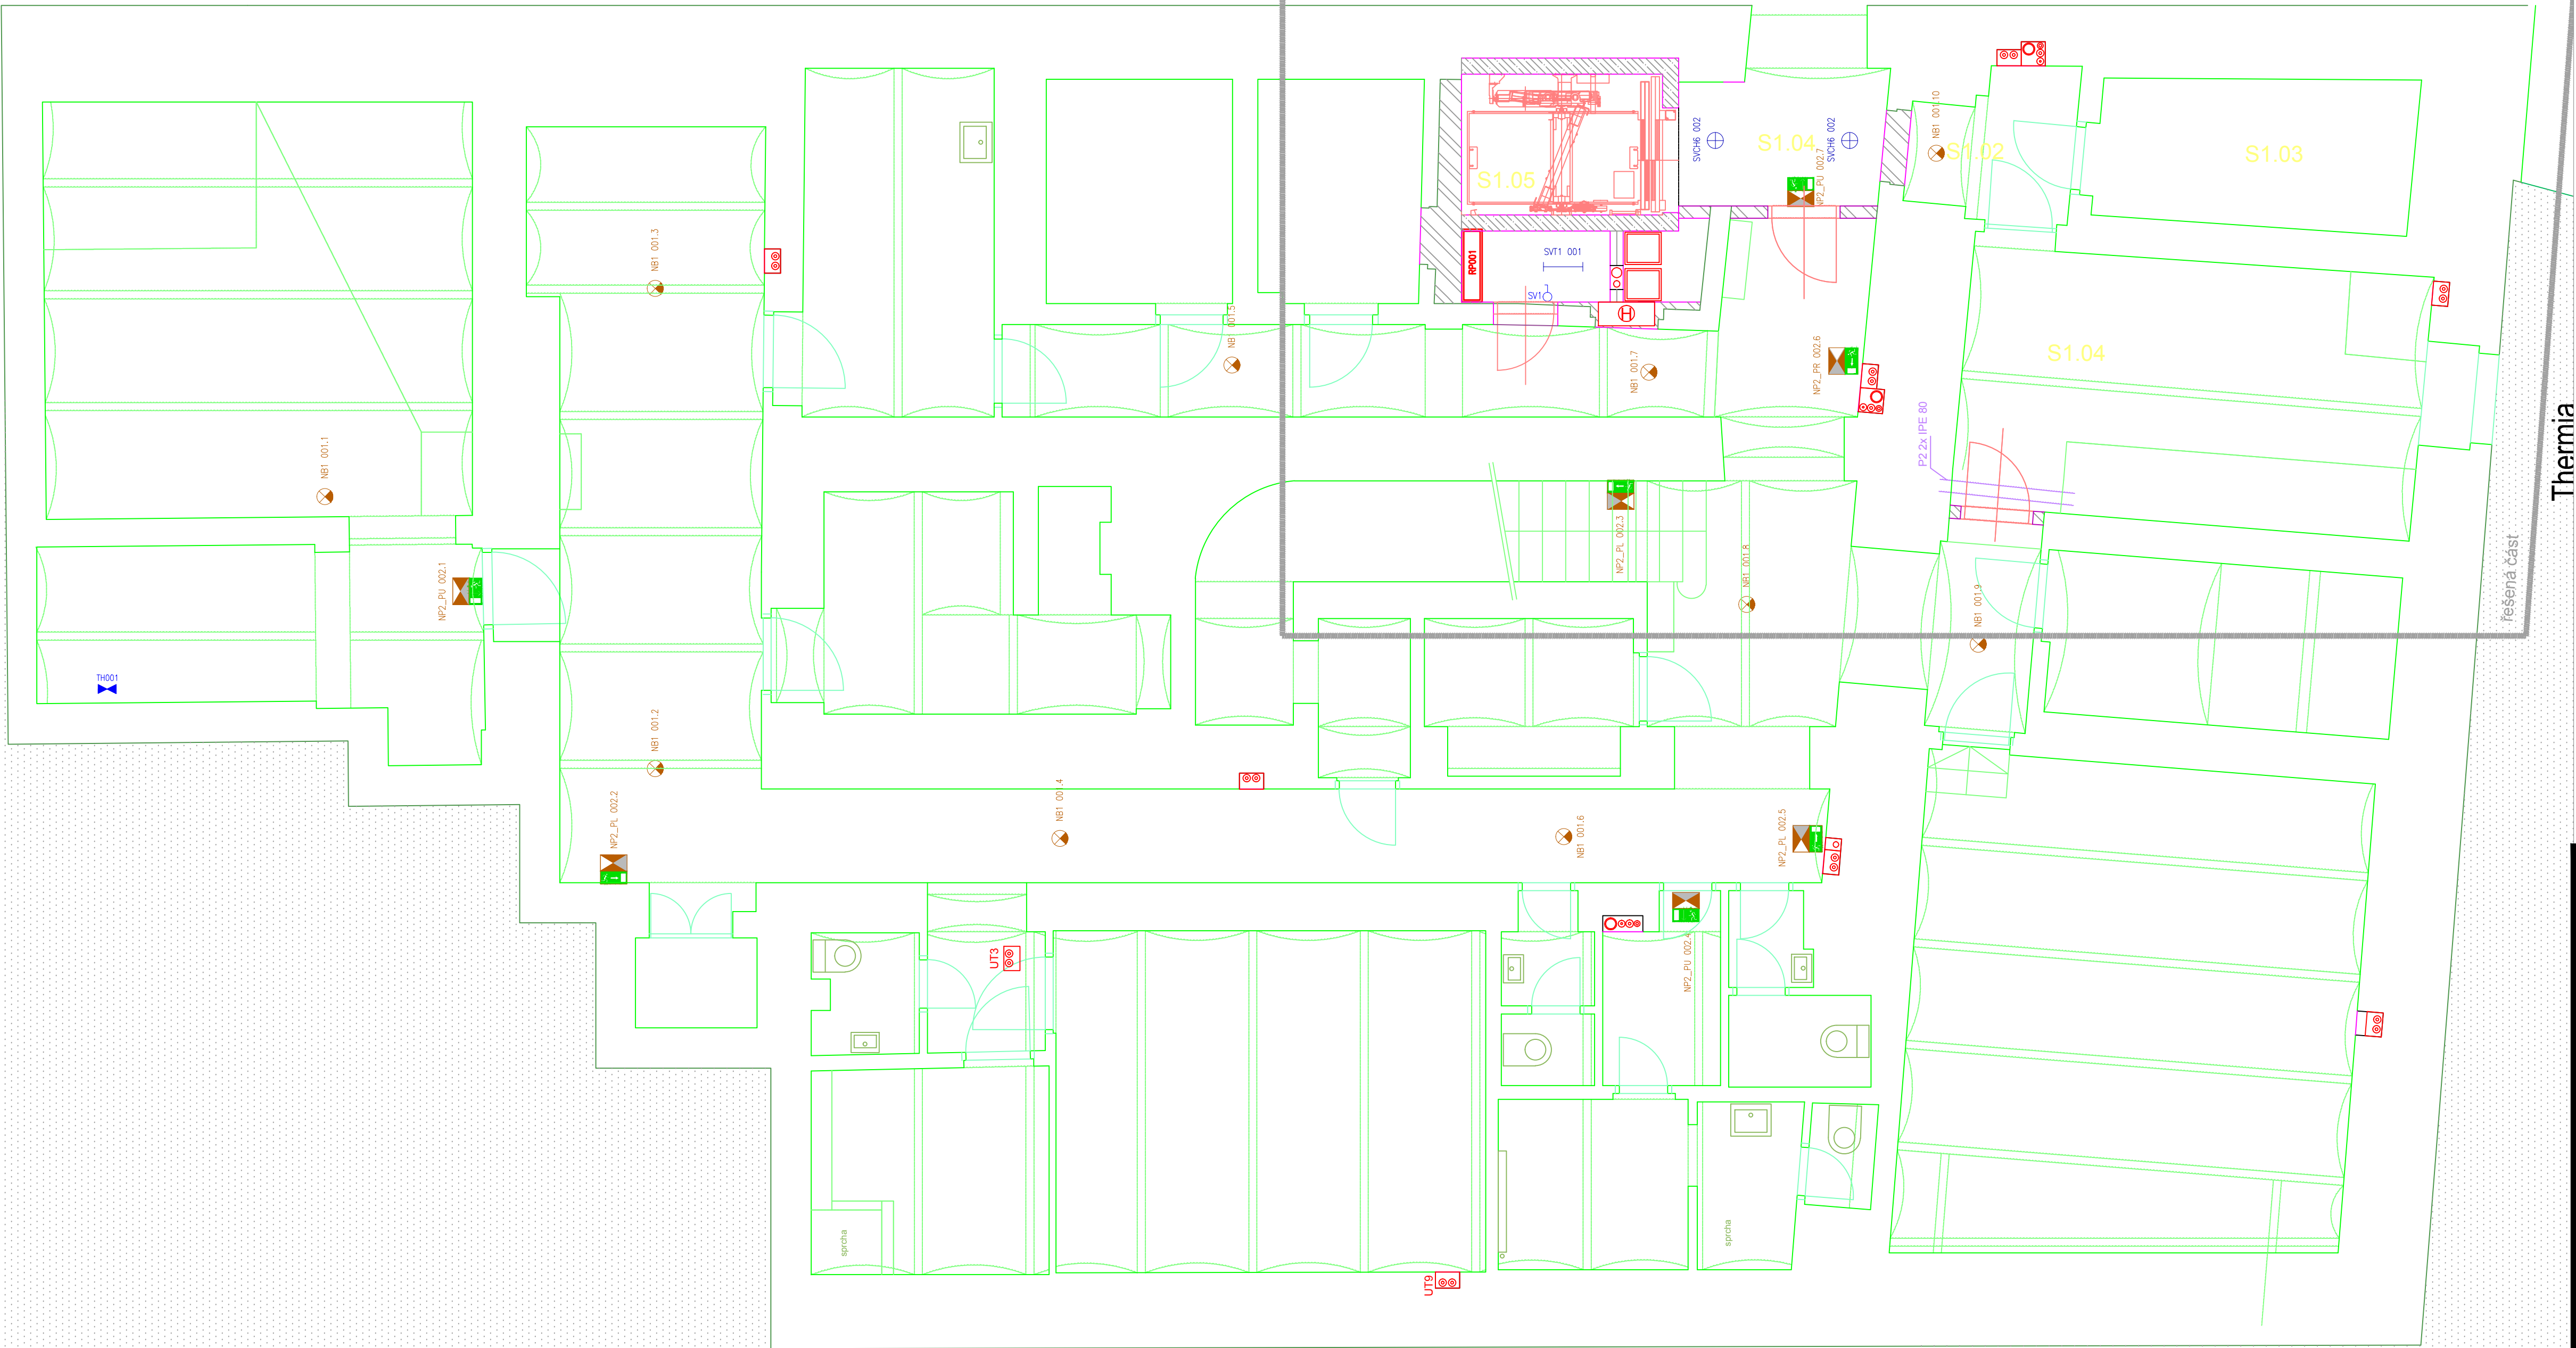 S1.05
S1.04
S1.02
S1.03
S1.04
SVCH6 002
SVCH6 002
NP2_PU 002.7
NB1 001.10
RP001
SVT1 001
SV1
H
NB1 001.3
NB1 001.5
NB1 001.7
NP2_PR 002.6
P2 2x IPE 80
Thermia
NB1 001.1
NP2_PL 002.3
NB1 001.8
NP2_PU 002.1
NB1 001.9
řešená část
TH001
NB1 001.2
NP2_PL 002.2
NB1 001.4
NB1 001.6
NP2_PL 002.5
UT3
NP2_PU 002.4
sprcha
sprcha
UT9